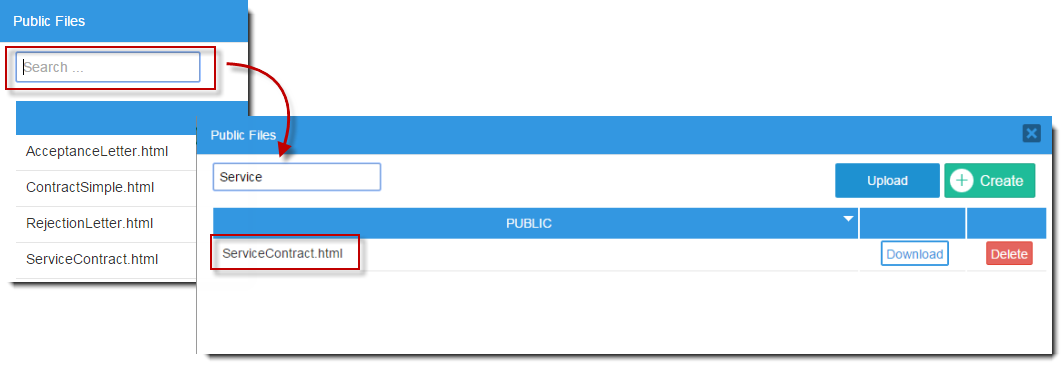 Public Files
Search ...
AcceptanceLetter.html
ContractSimple.html
RejectionLetter.html
ServiceContract.html
Public Files
Service
Upload
Create
PUBLIC
ServiceContract.html
Download
Delete